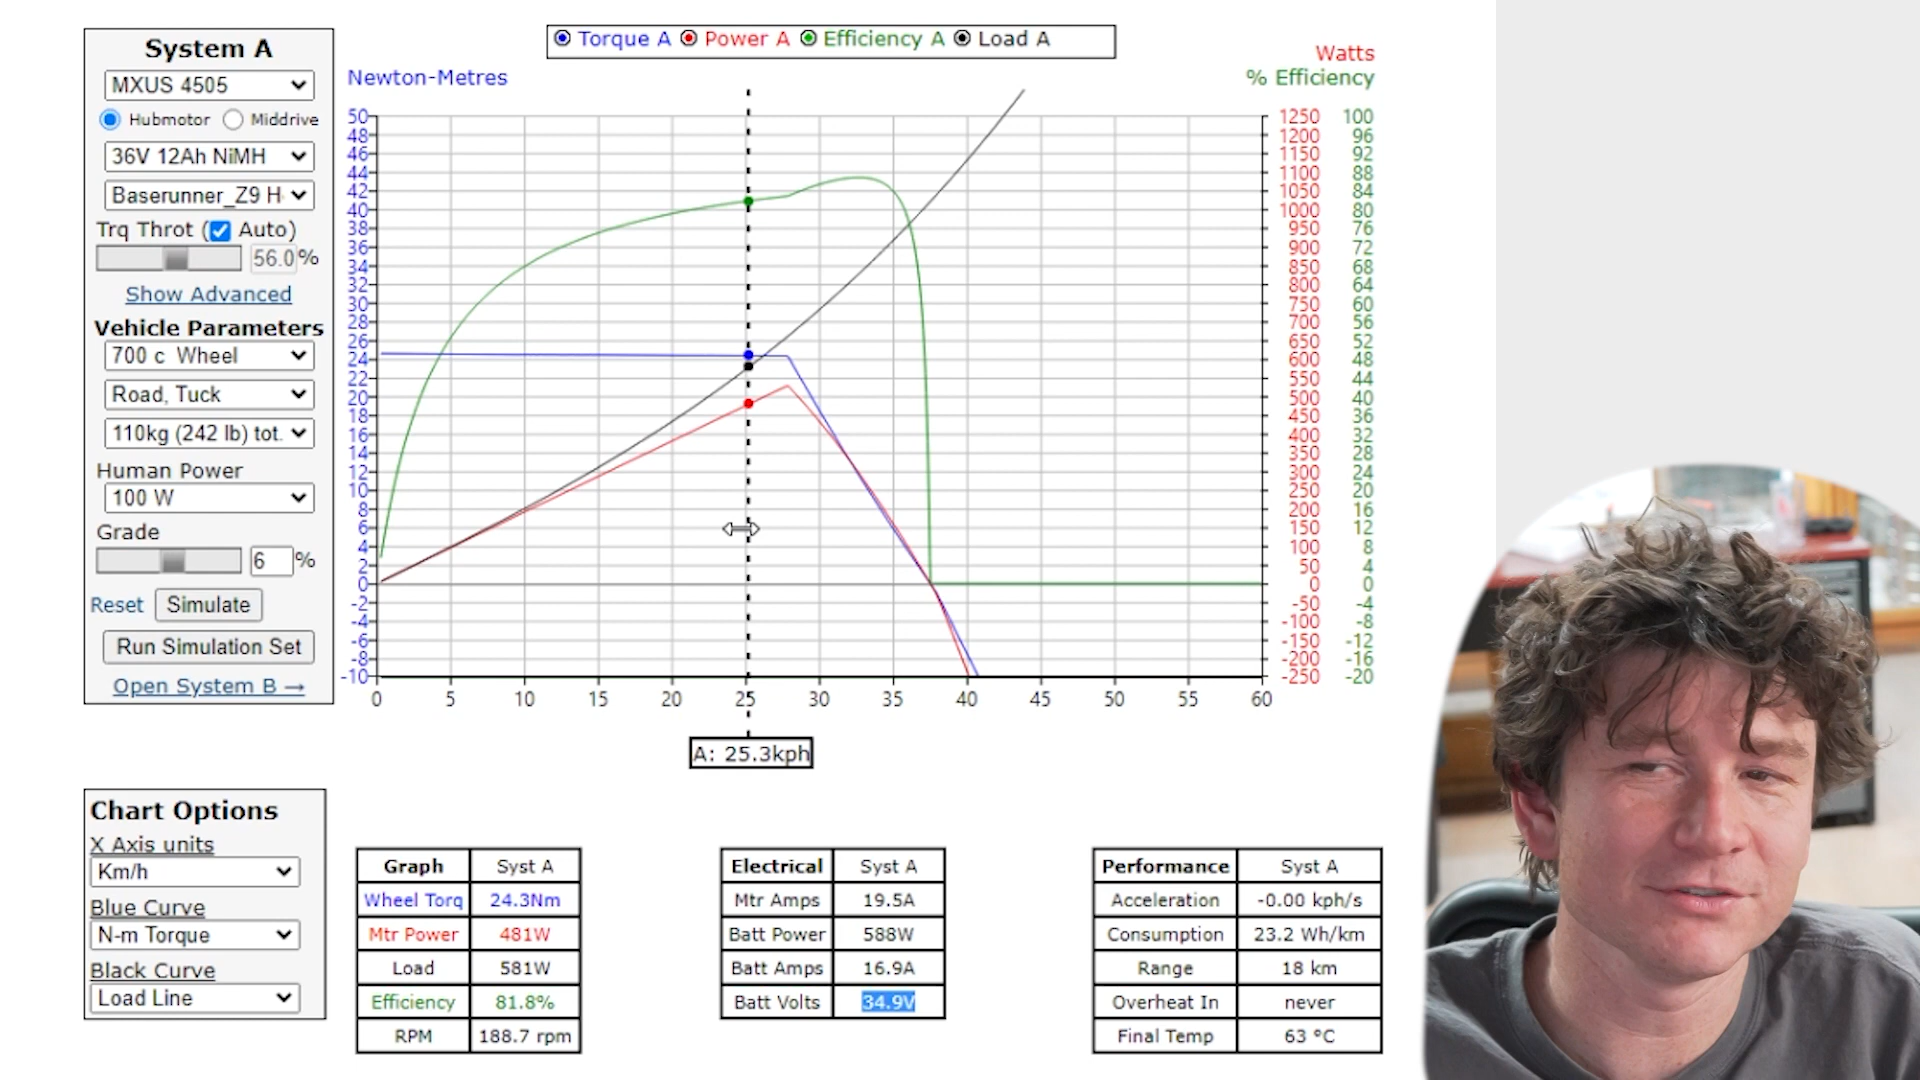 System A
MXUS 4505
Hubmotor Middrive
36V 12Ah NiMH
Baserunner_Z9 H
Trq Throt ( Auto)
56.0 %
Show Advanced
Vehicle Parameters
700 c Wheel
Road, Tuck
110kg (242 lb) tot.
Human Power
100 W
Grade
6 %
Reset Simulate
Run Simulation Set
Open System B →
Torque A Power A Efficiency A Load A
Newton-Metres
Watts
% Efficiency
50 1250 100
48 1200 96
46 1150 92
44 1100 88
42 1050 84
40 1000 80
38 950 76
36 900 72
34 850 68
32 800 64
30 750 60
28 700 56
26 650 52
24 600 48
22 550 44
20 500 40
18 450 36
16 400 32
14 350 28
12 300 24
10 250 20
8 200 16
6 150 12
4 100 8
2 50 4
0 0 0
-2 -50 -4
-4 -100 -8
-6 -150 -12
-8 -200 -16
-10 -250 -20
0 5 10 15 20 25 30 35 40 45 50 55 60
A: 25.3kph
Chart Options
X Axis units
Km/h
Blue Curve
N-m Torque
Black Curve
Load Line
Graph Syst A
Wheel Torq 24.3Nm
Mtr Power 481W
Load 581W
Efficiency 81.8%
RPM 188.7 rpm
Electrical Syst A
Mtr Amps 19.5A
Batt Power 588W
Batt Amps 16.9A
Batt Volts 34.9V
Performance Syst A
Acceleration -0.00 kph/s
Consumption 23.2 Wh/km
Range 18 km
Overheat In never
Final Temp 63 °C